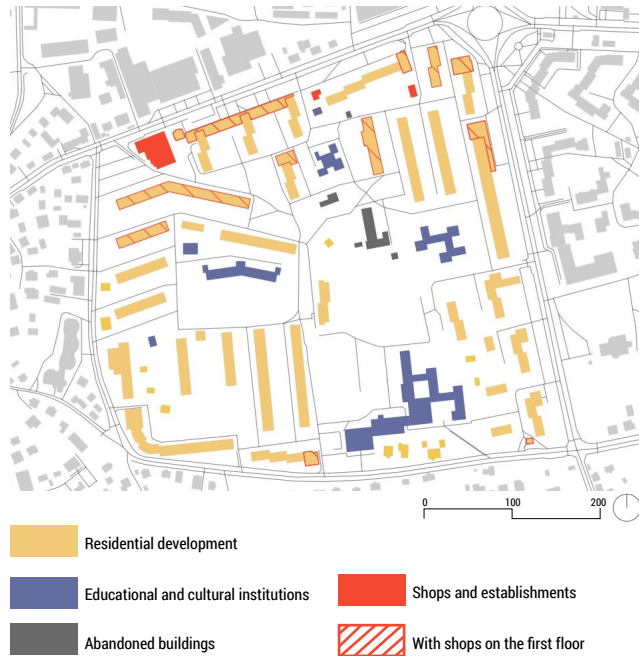 0 100 200
Residential development
Educational and cultural institutions
Shops and establishments
Abandoned buildings
With shops on the first floor